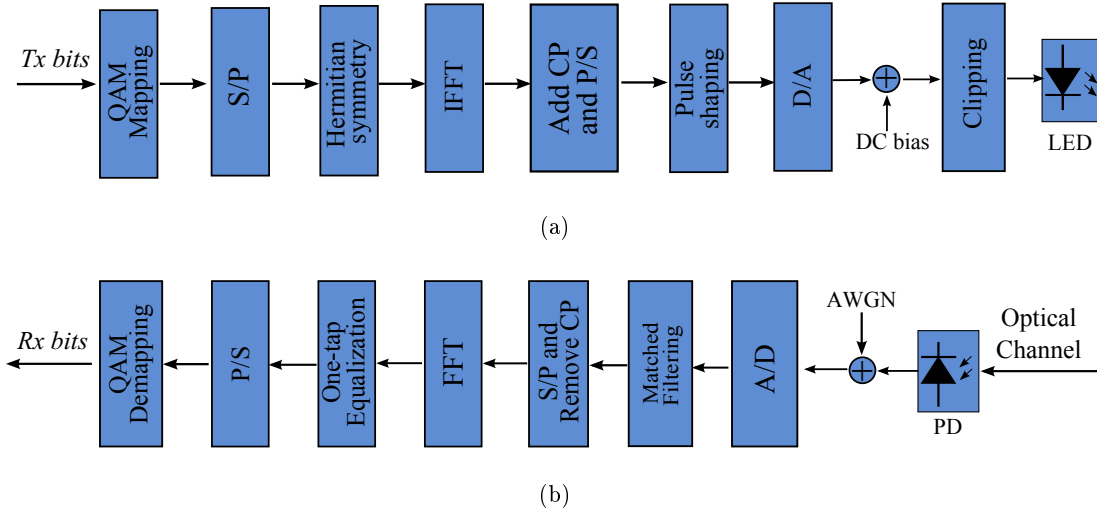 Tx bits
QAM
Mapping
S/P
Hermitian
symmetry
IFFT
Add CP
and P/S
Pulse
shaping
D/A
DC bias
Clipping
LED
(a)
Rx bits
QAM
Demapping
P/S
One-tap
Equalization
FFT
S/P and
Remove CP
Matched
Filtering
A/D
AWGN
PD
Optical
Channel
(b)